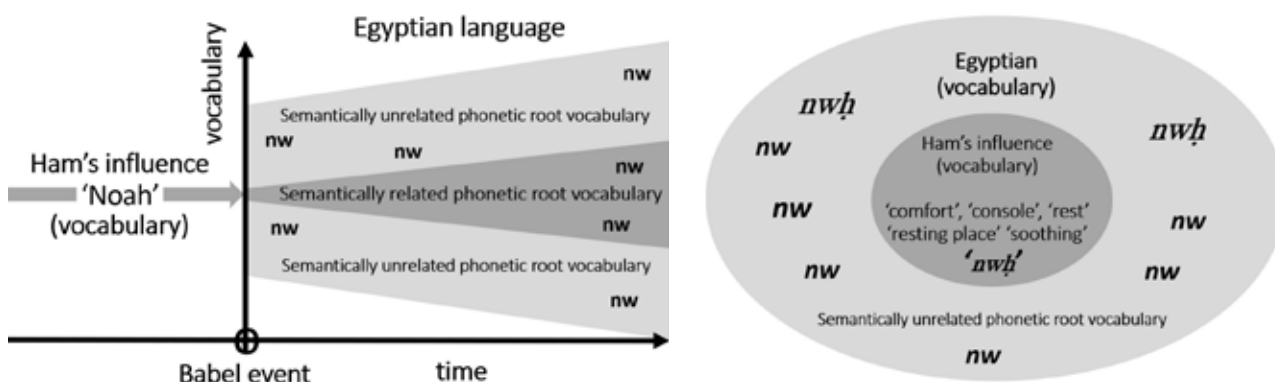 Egyptian language
vocabulary
nw
Semantically unrelated phonetic root vocabulary
nw
nw
nw
Ham's influence
'Noah'
(vocabulary)
Semantically related phonetic root vocabulary
nw
nw
Semantically unrelated phonetic root vocabulary
nw
Babel event
time
Egyptian
(vocabulary)
nwḥ
nwḥ
nw
Ham's influence
(vocabulary)
'comfort', 'console', 'rest'
'resting place' 'soothing'
'nwḥ'
nw
nw
nw
nw
Semantically unrelated phonetic root vocabulary
nw